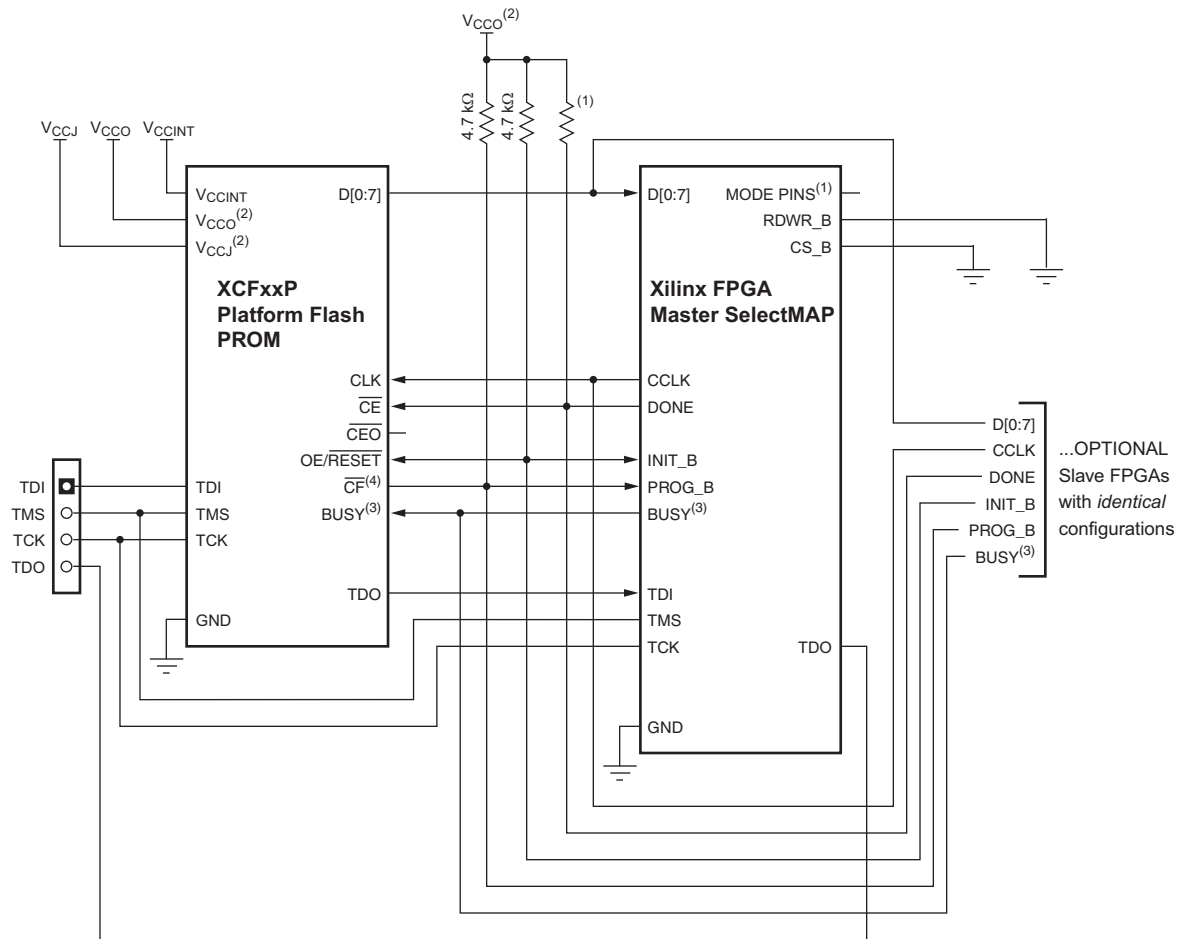 VCCO(2)
4.7 kΩ
4.7 kΩ
(1)
VCCJ
VCCO
VCCINT
VCCINT
VCCO(2)
VCCJ(2)
D[0:7]
XCFxxP
Platform Flash
PROM
CLK
CE
CEO
OE/RESET
CF(4)
BUSY(3)
TDI
TMS
TCK
TDO
GND
D[0:7]
MODE PINS(1)
RDWR_B
CS_B
Xilinx FPGA
Master SelectMAP
CCLK
DONE
INIT_B
PROG_B
BUSY(3)
TDI
TMS
TCK
TDO
GND
TDI
TMS
TCK
TDO
D[0:7]
CCLK
DONE
INIT_B
PROG_B
BUSY(3)
...OPTIONAL
Slave FPGAs
with identical
configurations